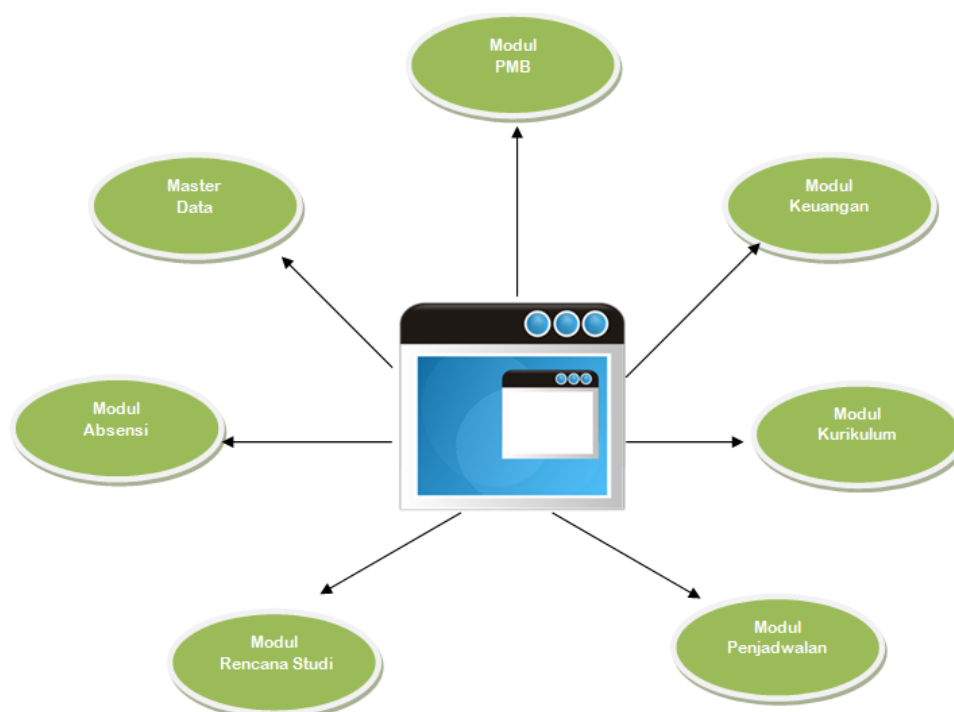 Modul
PMB
Master
Data
Modul
Keuangan
Modul
Absensi
Modul
Kurikulum
Modul
Rencana Studi
Modul
Penjadwalan